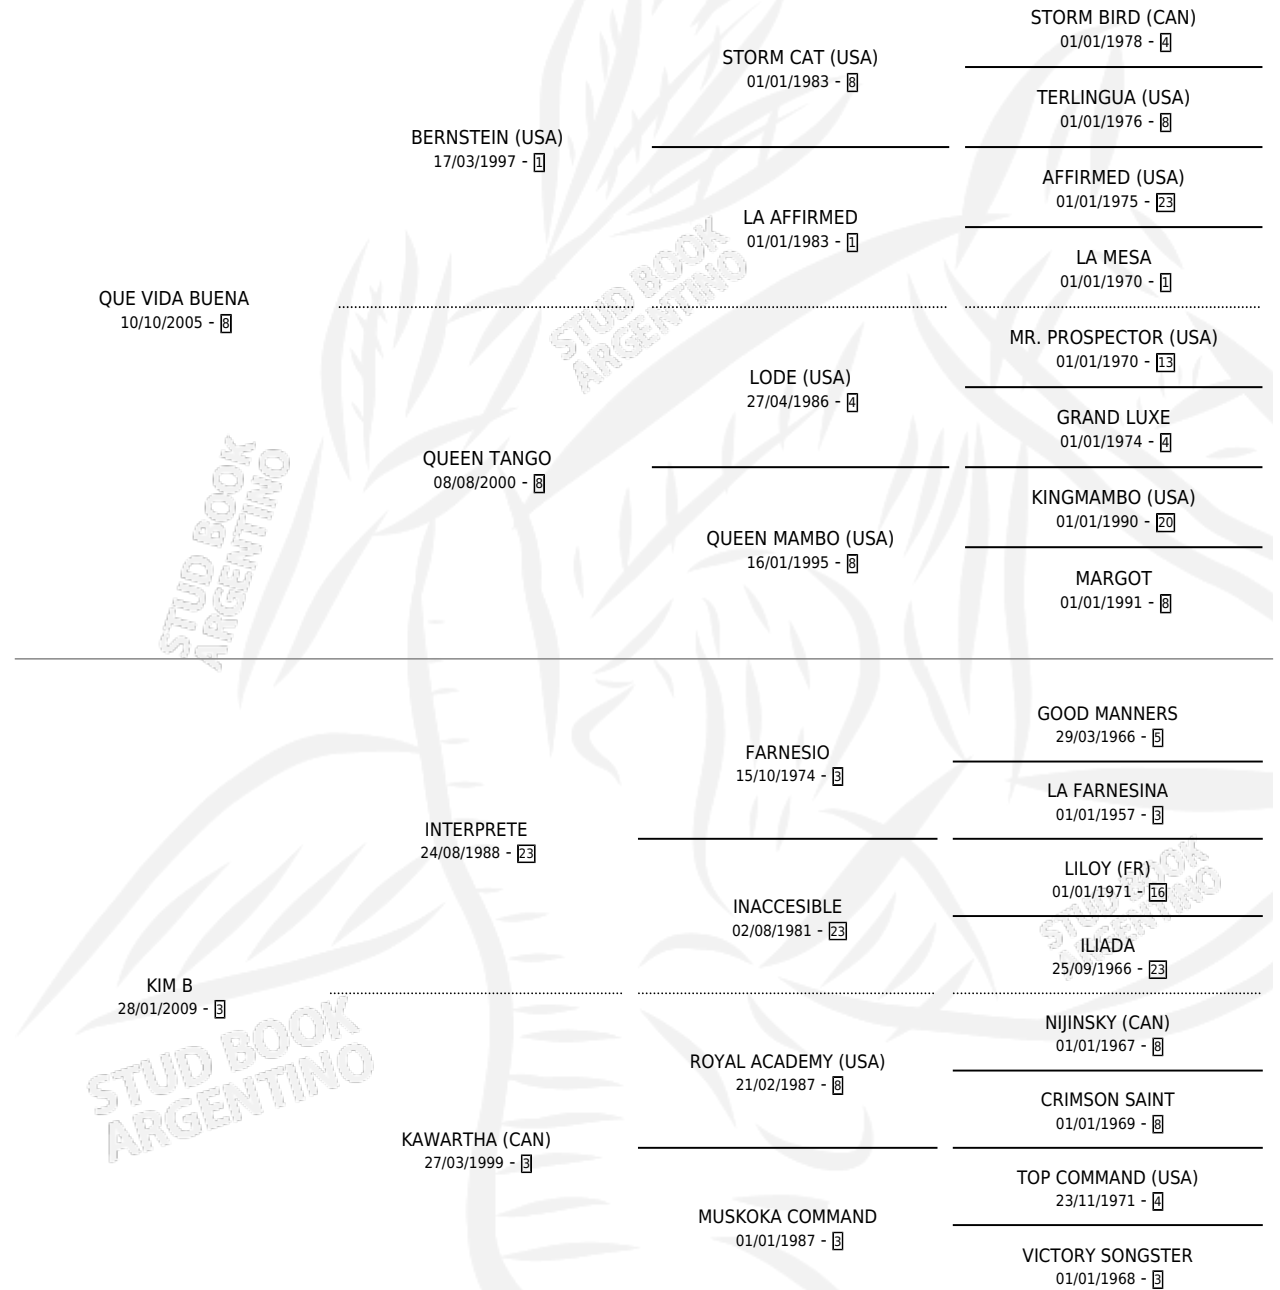 STORM BIRD (CAN)
01/01/1978 - 4
STORM CAT (USA)
01/01/1983 - 8
TERLINGUA (USA)
01/01/1976 - 8
BERNSTEIN (USA)
17/03/1997 - 1
AFFIRMED (USA)
01/01/1975 - 23
LA AFFIRMED
01/01/1983 - 1
LA MESA
01/01/1970 - 1
QUE VIDA BUENA
10/10/2005 - 8
MR. PROSPECTOR (USA)
01/01/1970 - 13
LODE (USA)
27/04/1986 - 4
GRAND LUXE
01/01/1974 - 4
QUEEN TANGO
08/08/2000 - 8
KINGMAMBO (USA)
01/01/1990 - 20
QUEEN MAMBO (USA)
16/01/1995 - 8
MARGOT
01/01/1991 - 8
GOOD MANNERS
29/03/1966 - 5
FARNESIO
15/10/1974 - 3
LA FARNESINA
01/01/1957 - 3
INTERPRETE
24/08/1988 - 23
LILOY (FR)
01/01/1971 - 16
INACCESIBLE
02/08/1981 - 23
ILIADA
25/09/1966 - 23
KIM B
28/01/2009 - 3
NIJINSKY (CAN)
01/01/1967 - 8
ROYAL ACADEMY (USA)
21/02/1987 - 8
CRIMSON SAINT
01/01/1969 - 8
KAWARTHA (CAN)
27/03/1999 - 3
TOP COMMAND (USA)
23/11/1971 - 4
MUSKOKA COMMAND
01/01/1987 - 3
VICTORY SONGSTER
01/01/1968 - 3
STUD BOOK
ARGENTINO
STUD BOOK
ARGENTINO
STUD BOOK
ARGENTINO
STUD BOOK
ARGENTINO